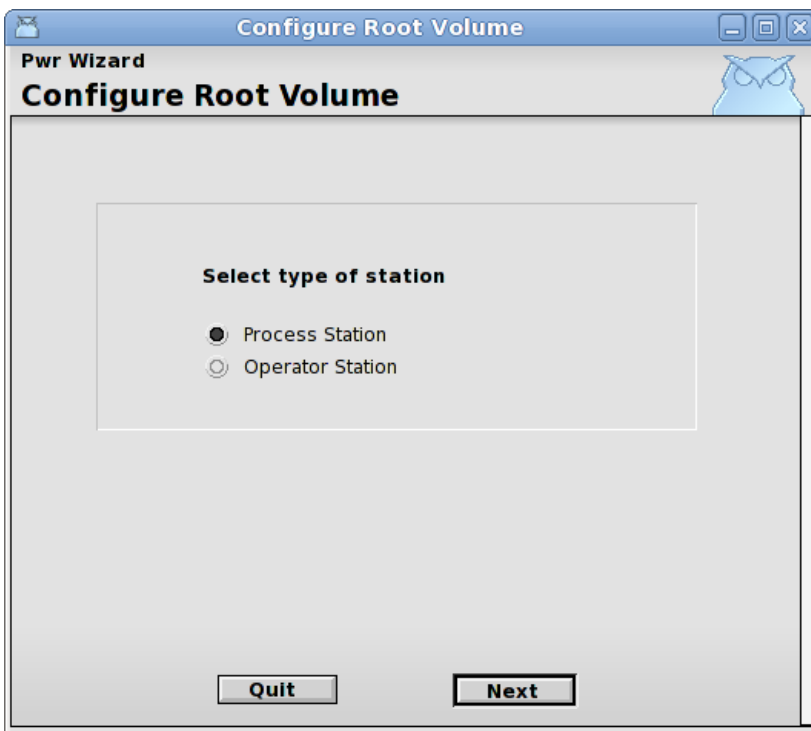 Configure Root Volume
Pwr Wizard
Configure Root Volume
Select type of station
Process Station
Operator Station
Quit
Next